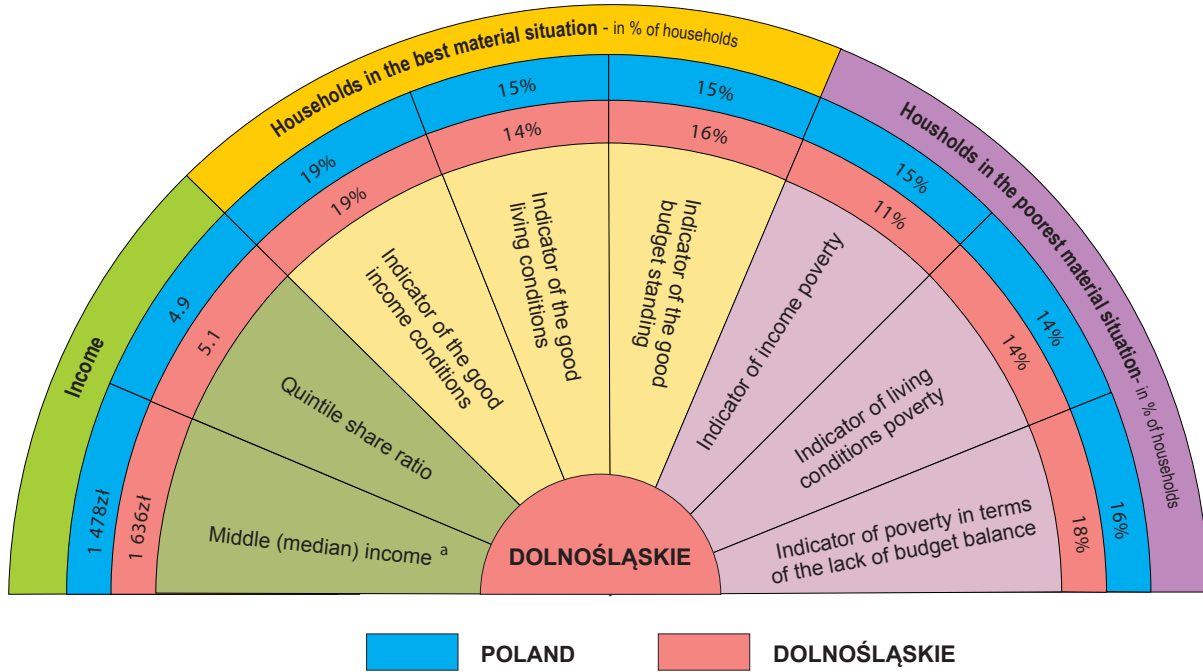 Income
Households in the best material situation - in % of households
Housholds in the poorest material situation- in % of households
1 478zł
4.9
19%
15%
15%
15%
14%
16%
1 636zł
5.1
19%
14%
16%
11%
14%
18%
Middle (median) income a
Quintile share ratio
Indicator of the good
income conditions
Indicator of the good
living conditions
Indicator of the good
budget standing
Indicator of income poverty
Indicator of living
conditions poverty
Indicator of poverty in terms
of the lack of budget balance
DOLNOŚLĄSKIE
POLAND
DOLNOŚLĄSKIE